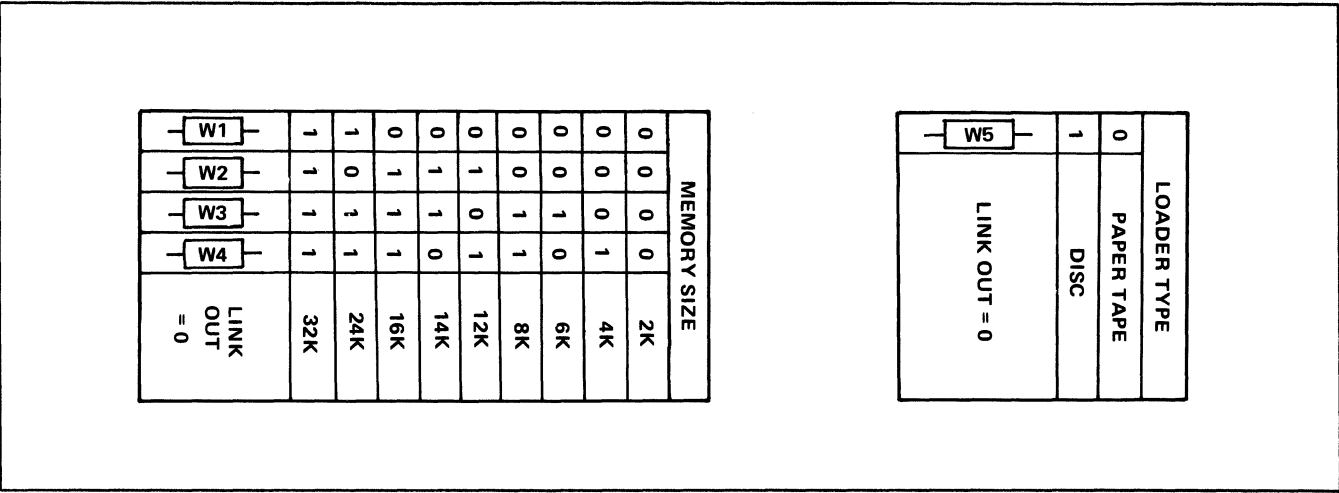 MEMORY SIZE
0 0 0 0 2K
0 0 0 1 4K
0 0 1 0 6K
0 0 1 1 8K
0 1 0 1 12K
0 1 1 0 14K
0 1 1 1 16K
1 0 1 1 24K
1 1 1 1 32K
W1 W2 W3 W4
LINK
OUT
= 0
LOADER TYPE
0 PAPER TAPE
1 DISC
W5 LINK OUT = 0